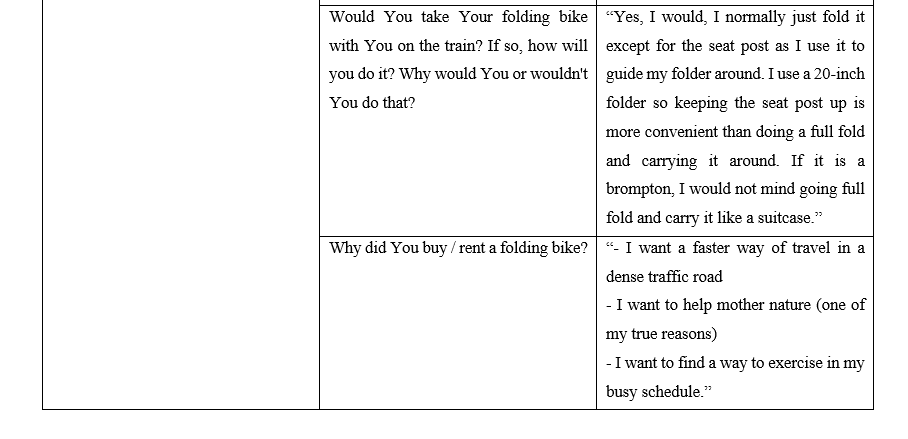 Would You take Your folding bike
with You on the train? If so, how will
you do it? Why would You or wouldn't
You do that?
“Yes, I would, I normally just fold it
except for the seat post as I use it to
guide my folder around. I use a 20-inch
folder so keeping the seat post up is
more convenient than doing a full fold
and carrying it around. If it is a
brompton, I would not mind going full
fold and carry it like a suitcase.”
Why did You buy / rent a folding bike?
“- I want a faster way of travel in a
dense traffic road
- I want to help mother nature (one of
my true reasons)
- I want to find a way to exercise in my
busy schedule.”